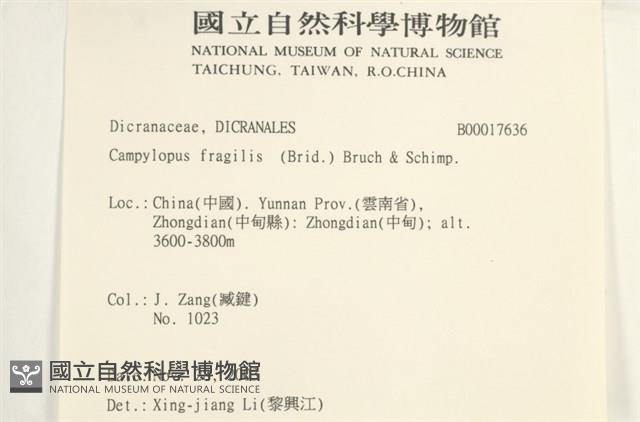 國立自然科學博物館
NATIONAL MUSEUM OF NATURAL SCIENCE
TAICHUNG, TAIWAN, R.O.CHINA
Dicranaceae, DICRANALES B00017636
Campylopus fragilis (Brid.) Bruch & Schimp.
Loc.: China(中國). Yunnan Prov.(雲南省),
Zhongdian(中甸縣): Zhongdian(中甸); alt.
3600-3800m
Col.: J. Zang(臧鍵)
No. 1023
國立自然科學博物館
NATIONAL MUSEUM OF NATURAL SCIENCE
Det.: Xing-jiang Li(黎興江)